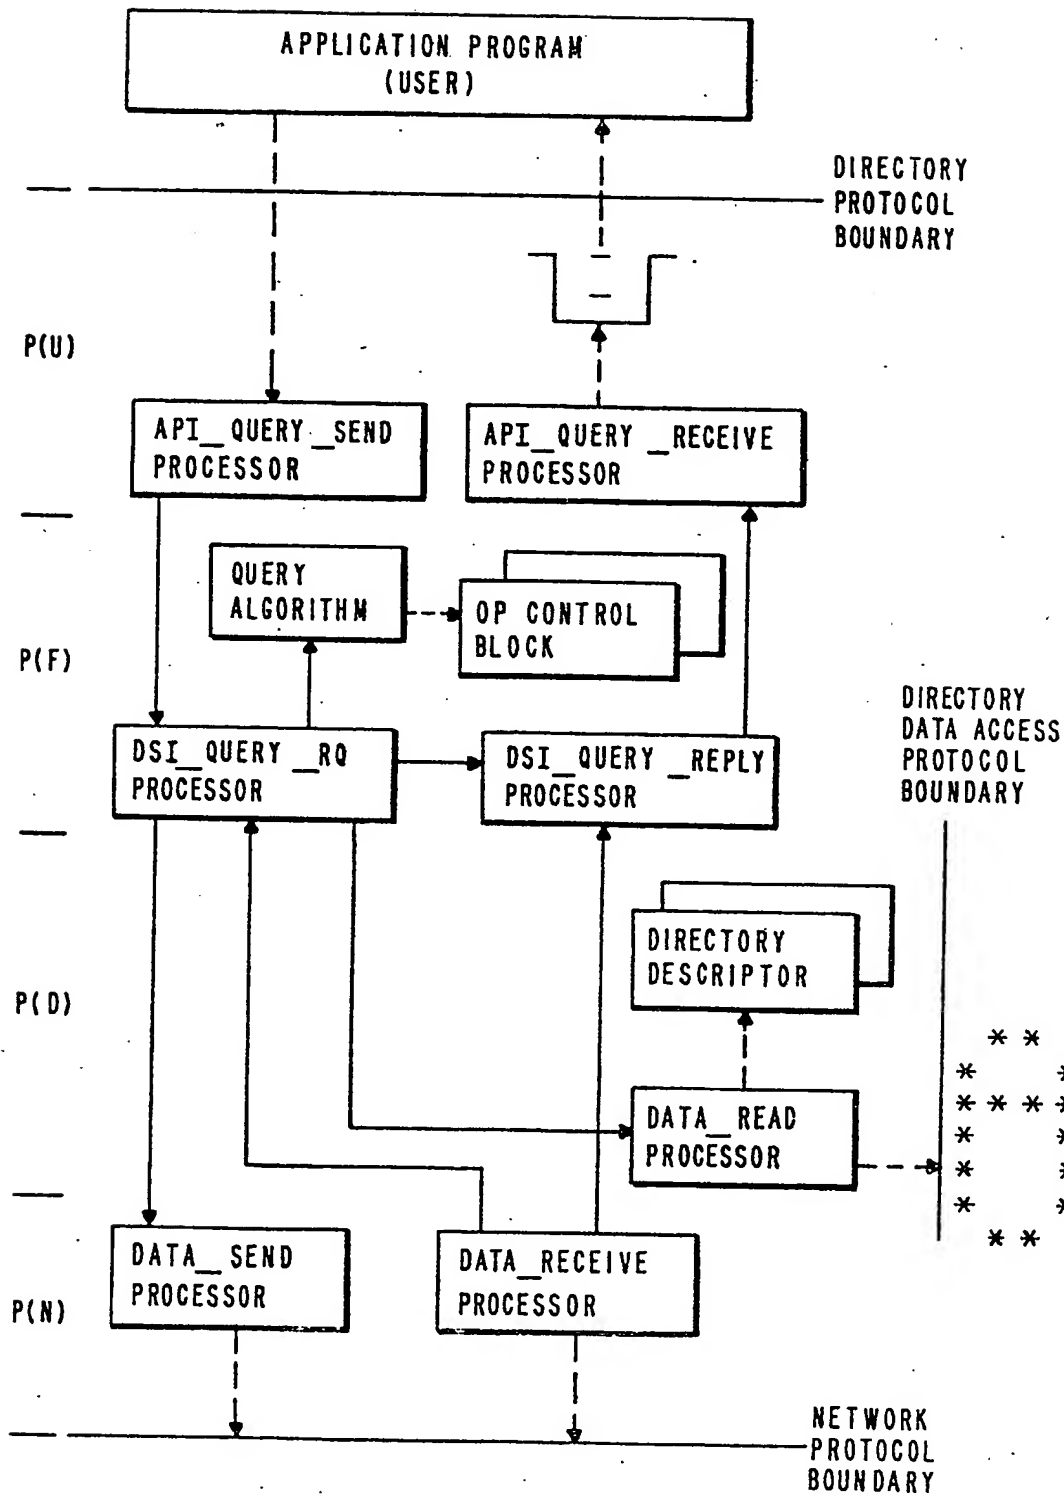 APPLICATION PROGRAM
(USER)
DIRECTORY
PROTOCOL
BOUNDARY
P(U)
API_QUERY_SEND
PROCESSOR
API_QUERY_RECEIVE
PROCESSOR
QUERY
ALGORITHM
OP CONTROL
BLOCK
P(F)
DIRECTORY
DATA ACCESS
PROTOCOL
BOUNDARY
DSI_QUERY_RQ
PROCESSOR
DSI_QUERY_REPLY
PROCESSOR
DIRECTORY
DESCRIPTOR
P(D)
DATA_READ
PROCESSOR
DATA_SEND
PROCESSOR
DATA_RECEIVE
PROCESSOR
P(N)
NETWORK
PROTOCOL
BOUNDARY